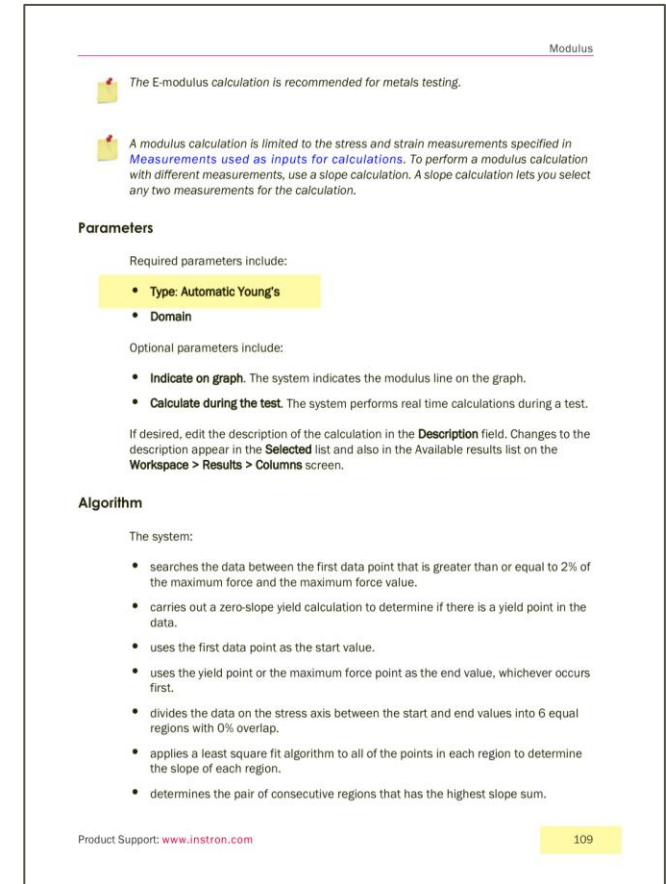 Modulus
The E-modulus calculation is recommended for metals testing.
A modulus calculation is limited to the stress and strain measurements specified in
Measurements used as inputs for calculations. To perform a modulus calculation
with different measurements, use a slope calculation. A slope calculation lets you select
any two measurements for the calculation.
Parameters
Required parameters include:
• Type: Automatic Young's
• Domain
Optional parameters include:
• Indicate on graph. The system indicates the modulus line on the graph.
• Calculate during the test. The system performs real time calculations during a test.
If desired, edit the description of the calculation in the Description field. Changes to the
description appear in the Selected list and also in the Available results list on the
Workspace > Results > Columns screen.
Algorithm
The system:
• searches the data between the first data point that is greater than or equal to 2% of
the maximum force and the maximum force value.
• carries out a zero-slope yield calculation to determine if there is a yield point in the
data.
• uses the first data point as the start value.
• uses the yield point or the maximum force point as the end value, whichever occurs
first.
• divides the data on the stress axis between the start and end values into 6 equal
regions with 0% overlap.
• applies a least square fit algorithm to all of the points in each region to determine
the slope of each region.
• determines the pair of consecutive regions that has the highest slope sum.
Product Support: www.instron.com
109